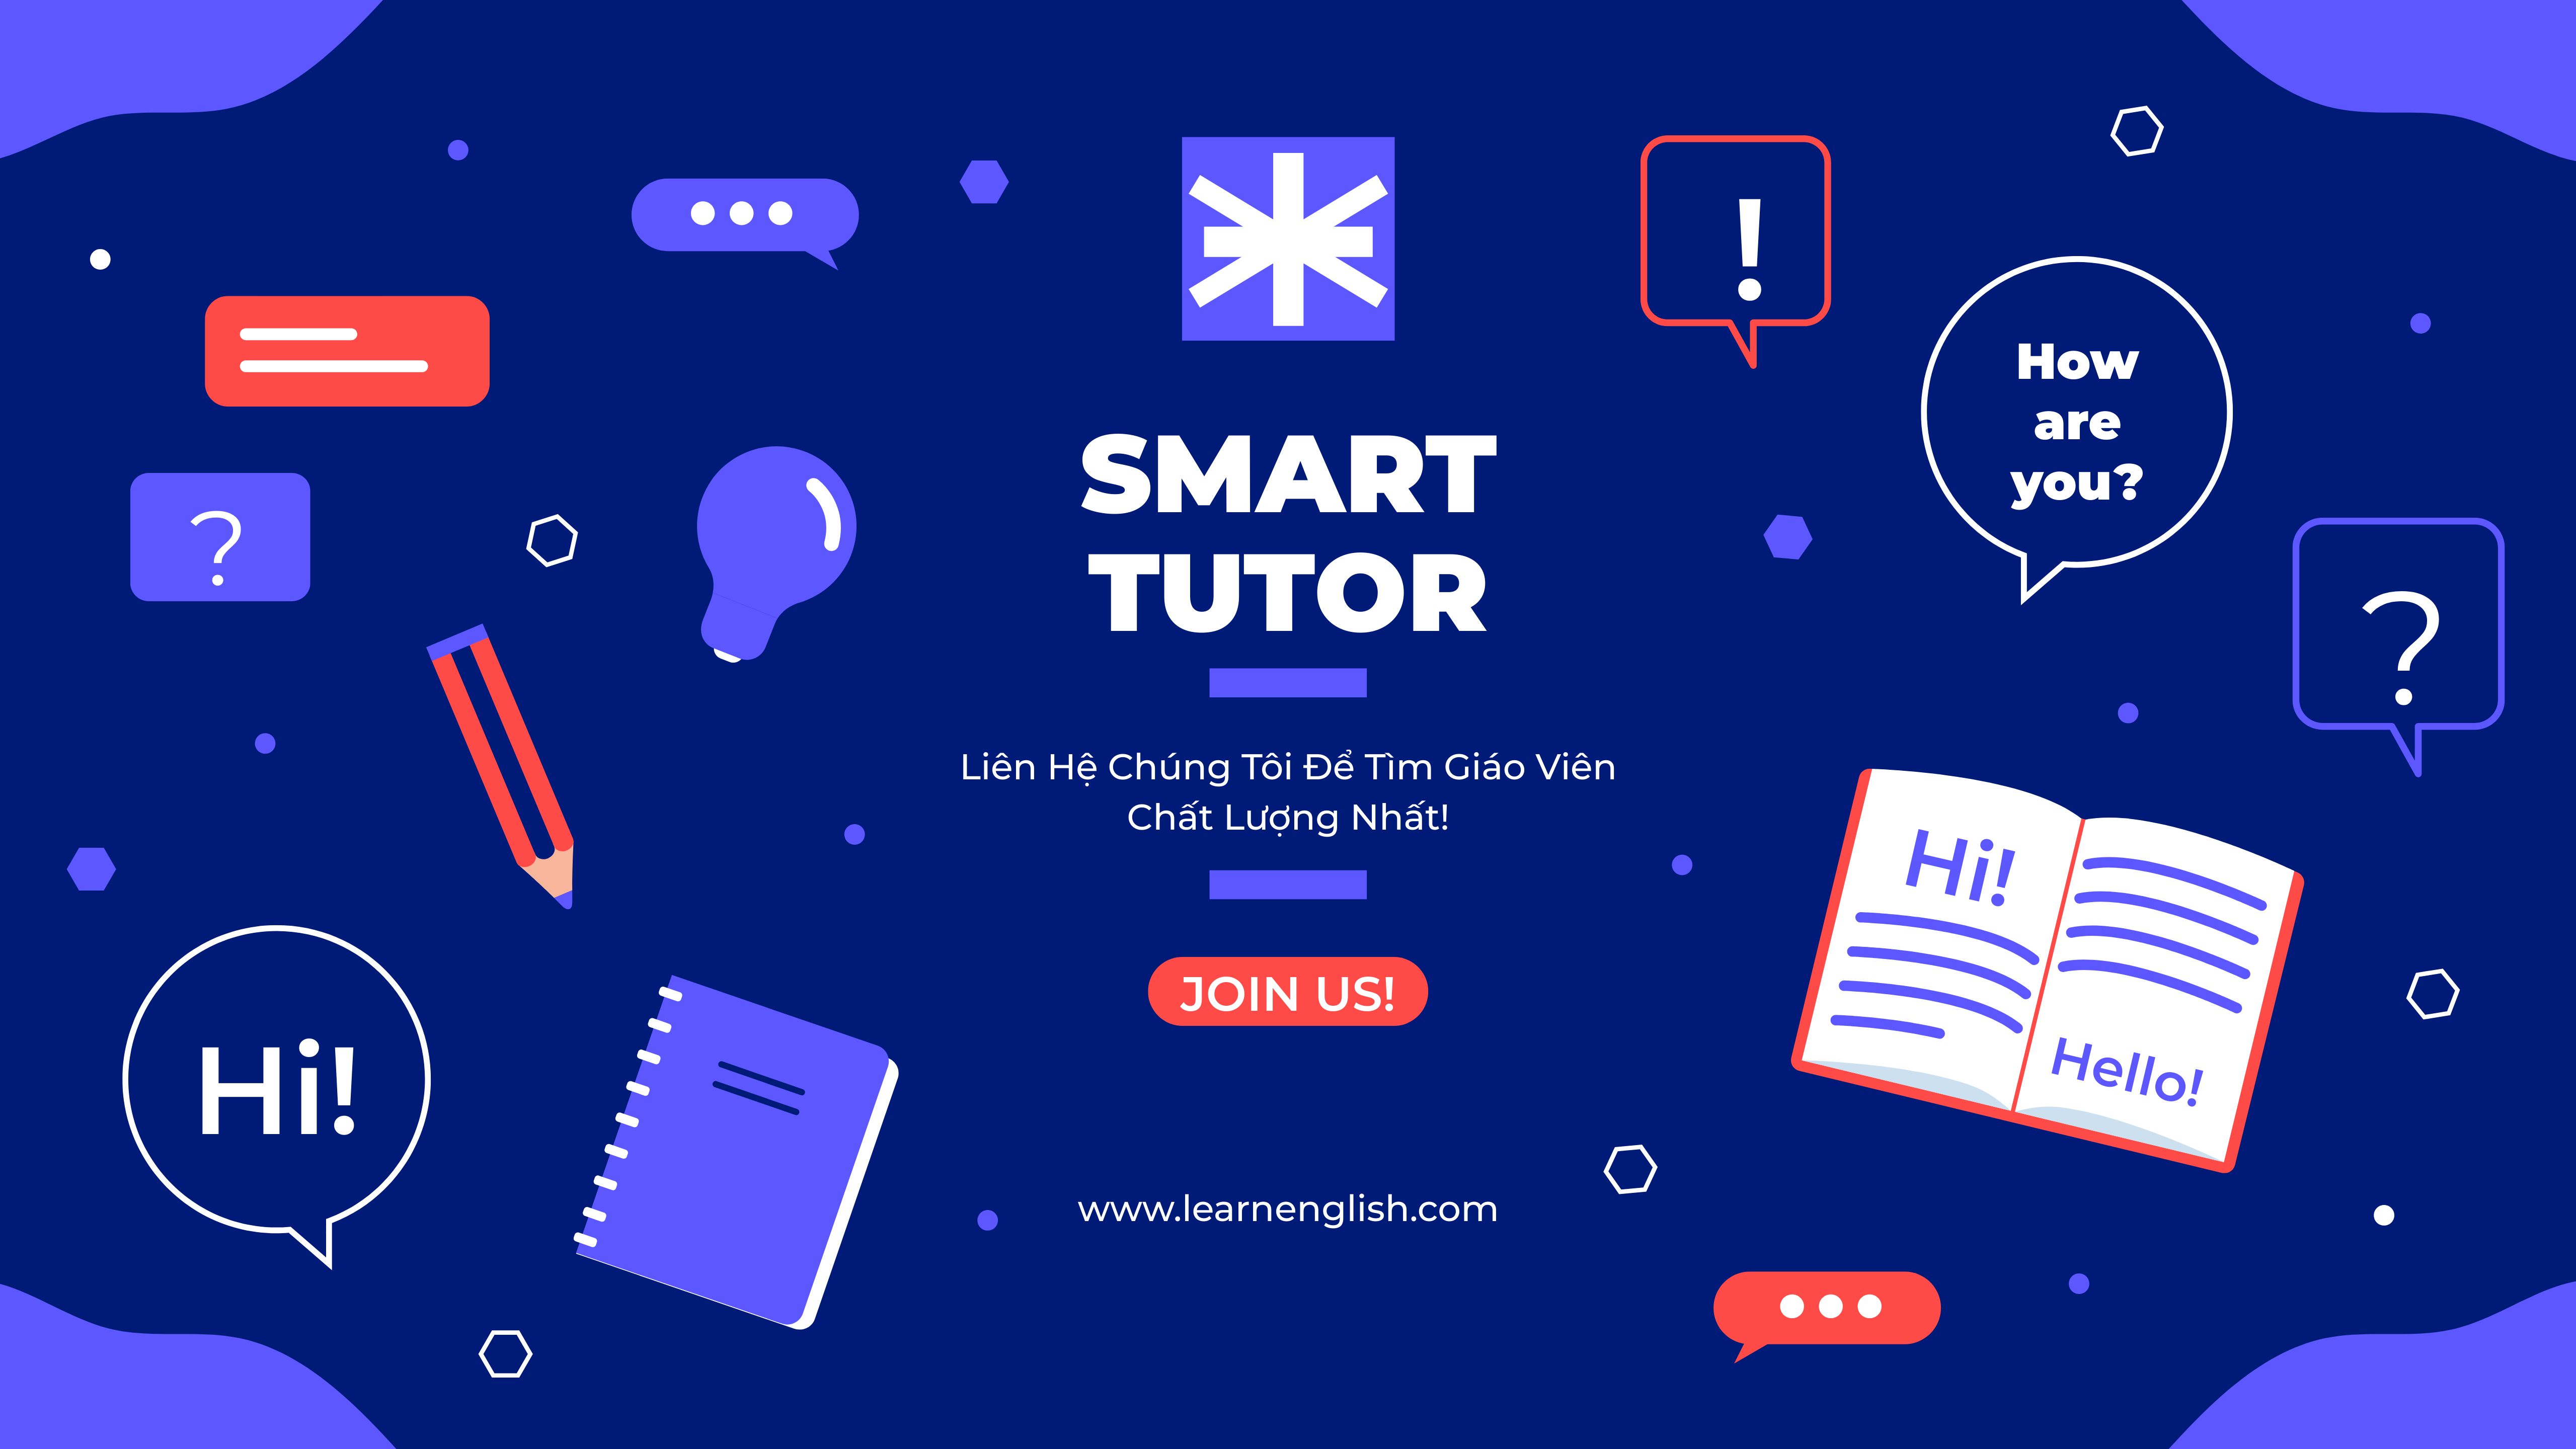 !
How
are
you?
SMART
TUTOR
?
?
Liên Hệ Chúng Tôi Để Tìm Giáo Viên
Chất Lượng Nhất!
Hi!
Hello!
JOIN US!
Hi!
www.learnenglish.com